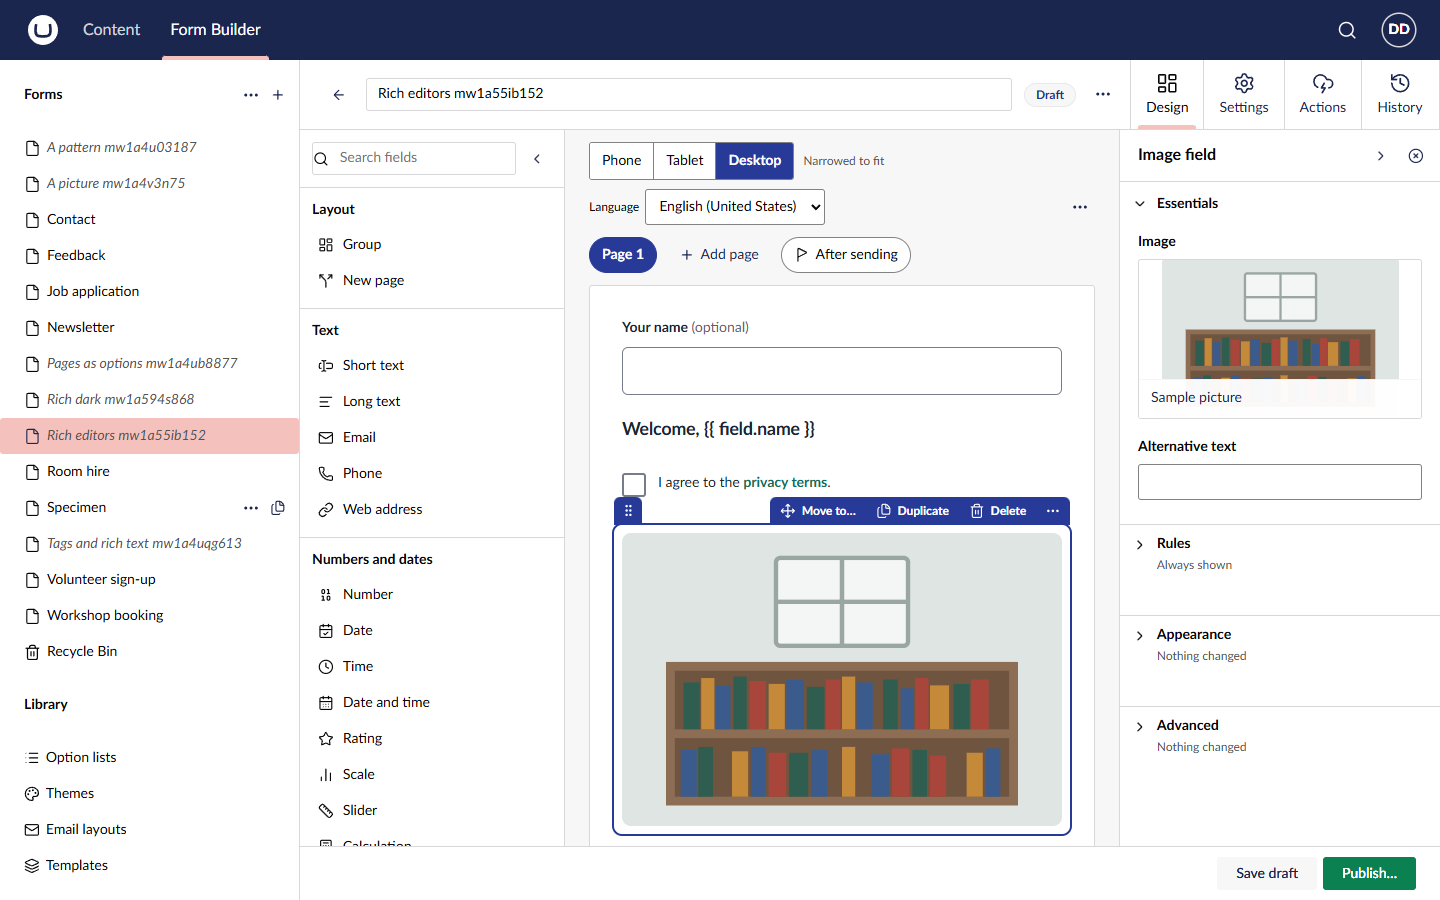 Content
Form Builder
DD
Forms
A pattern mw1a4u03187
A picture mw1a4v3n75
Contact
Feedback
Job application
Newsletter
Pages as options mw1a4ub8877
Rich dark mw1a594s868
Rich editors mw1a55ib152
Room hire
Specimen
Tags and rich text mw1a4uqg613
Volunteer sign-up
Workshop booking
Recycle Bin
Library
Option lists
Themes
Email layouts
Templates
Rich editors mw1a55ib152
Draft
Design
Settings
Actions
History
Search fields
Layout
Group
New page
Text
Short text
Long text
Email
Phone
Web address
Numbers and dates
Number
Date
Time
Date and time
Rating
Scale
Slider
Calculation
Phone
Tablet
Desktop
Narrowed to fit
Language
English (United States)
Page 1
Add page
After sending
Your name (optional)
Welcome, {{ field.name }}
I agree to the privacy terms.
Move to...
Duplicate
Delete
Image field
Essentials
Image
Sample picture
Alternative text
Rules
Always shown
Appearance
Nothing changed
Advanced
Nothing changed
Save draft
Publish...